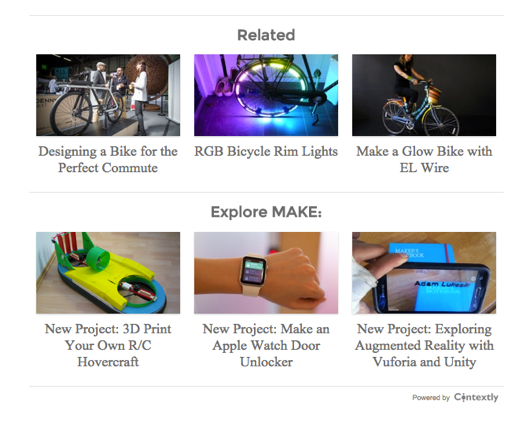 Related
Designing a Bike for the
Perfect Commute
RGB Bicycle Rim Lights
Make a Glow Bike with
EL Wire
Explore MAKE:
New Project: 3D Print
Your Own R/C
Hovercraft
New Project: Make an
Apple Watch Door
Unlocker
New Project: Exploring
Augmented Reality with
Vuforia and Unity
Powered by Contextly